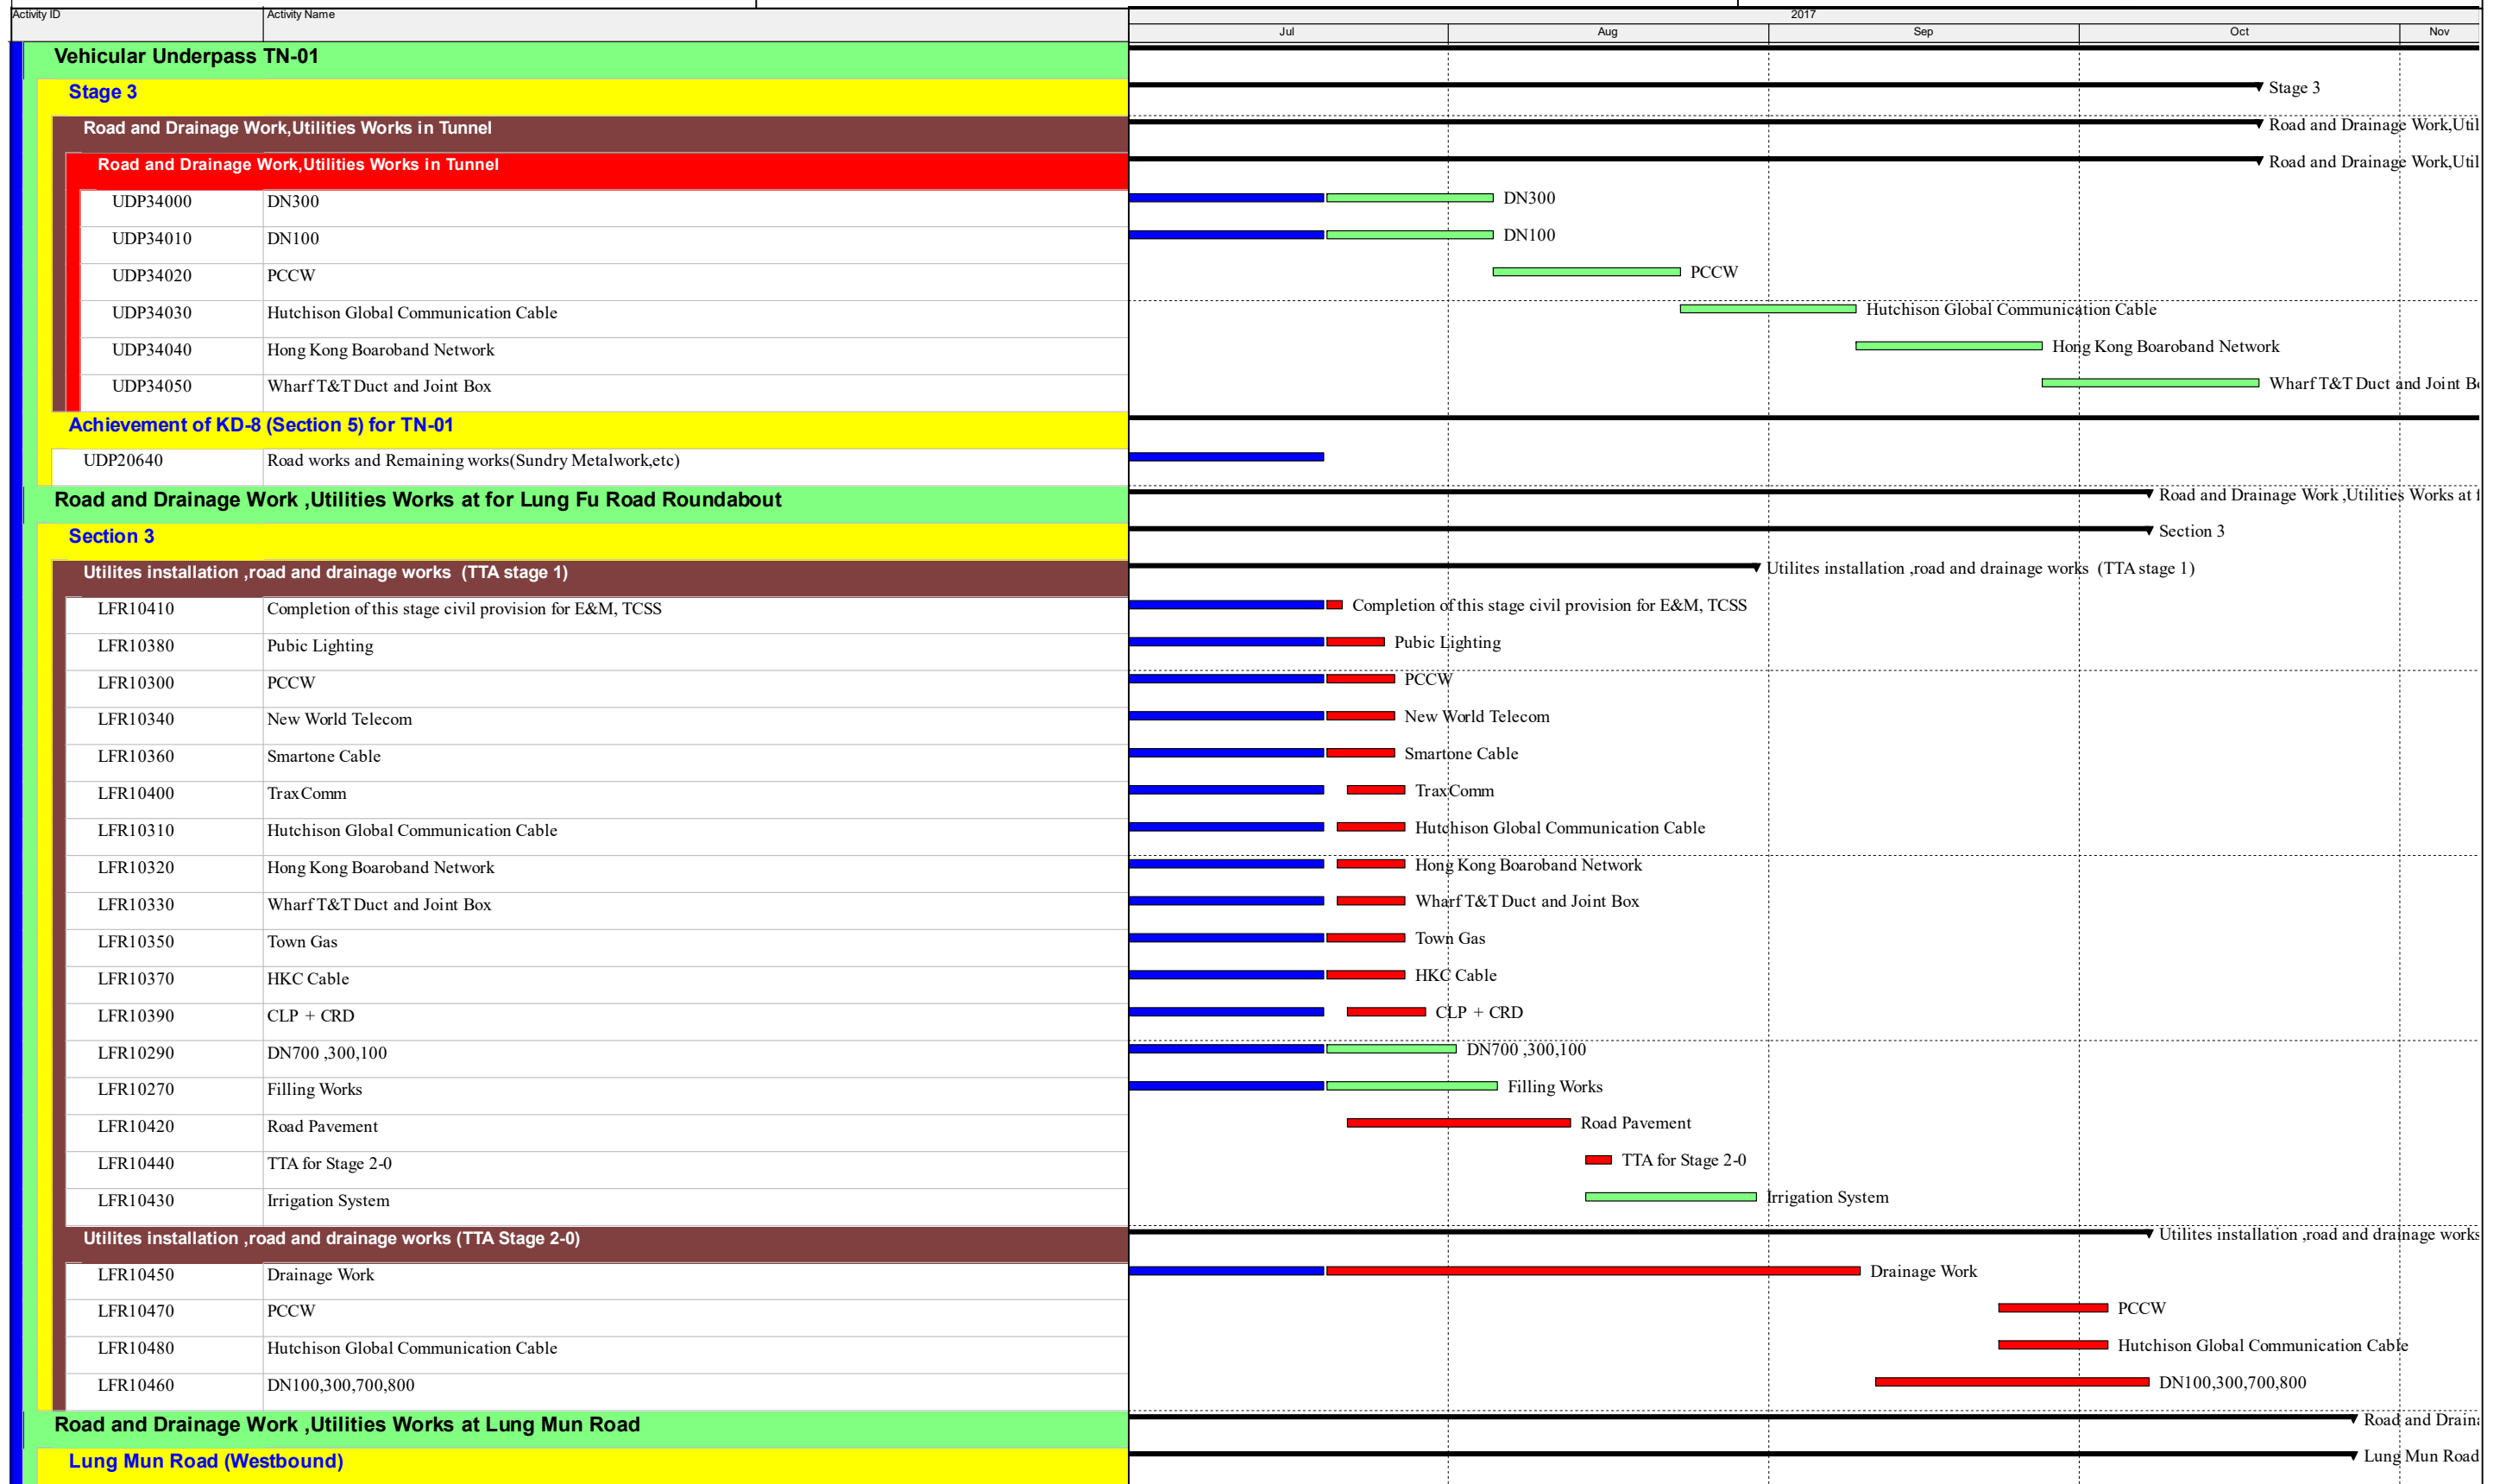 Activity ID Activity Name 2017
Jul Aug Sep Oct Nov
Vehicular Underpass TN-01
Stage 3 Stage 3
Road and Drainage Work,Utilities Works in Tunnel Road and Drainage Work,Util
Road and Drainage Work,Utilities Works in Tunnel Road and Drainage Work,Util
UDP34000 DN300 DN300
UDP34010 DN100 DN100
UDP34020 PCCW PCCW
UDP34030 Hutchison Global Communication Cable Hutchison Global Communication Cable
UDP34040 Hong Kong Boaroband Network Hong Kong Boaroband Network
UDP34050 Wharf T&T Duct and Joint Box Wharf T&T Duct and Joint Bo
Achievement of KD-8 (Section 5) for TN-01
UDP20640 Road works and Remaining works(Sundry Metalwork,etc)
Road and Drainage Work ,Utilities Works at for Lung Fu Road Roundabout Road and Drainage Work ,Utilities Works at f
Section 3 Section 3
Utilites installation ,road and drainage works (TTA stage 1) Utilites installation ,road and drainage works (TTA stage 1)
LFR10410 Completion of this stage civil provision for E&M, TCSS Completion of this stage civil provision for E&M, TCSS
LFR10380 Pubic Lighting Pubic Lighting
LFR10300 PCCW PCCW
LFR10340 New World Telecom New World Telecom
LFR10360 Smartone Cable Smartone Cable
LFR10400 TraxComm TraxComm
LFR10310 Hutchison Global Communication Cable Hutchison Global Communication Cable
LFR10320 Hong Kong Boaroband Network Hong Kong Boaroband Network
LFR10330 Wharf T&T Duct and Joint Box Wharf T&T Duct and Joint Box
LFR10350 Town Gas Town Gas
LFR10370 HKC Cable HKC Cable
LFR10390 CLP + CRD CLP + CRD
LFR10290 DN700 ,300,100 DN700 ,300,100
LFR10270 Filling Works Filling Works
LFR10420 Road Pavement Road Pavement
LFR10440 TTA for Stage 2-0 TTA for Stage 2-0
LFR10430 Irrigation System Irrigation System
Utilites installation ,road and drainage works (TTA Stage 2-0) Utilites installation ,road and drainage works
LFR10450 Drainage Work Drainage Work
LFR10470 PCCW PCCW
LFR10480 Hutchison Global Communication Cable Hutchison Global Communication Cable
LFR10460 DN100,300,700,800 DN100,300,700,800
Road and Drainage Work ,Utilities Works at Lung Mun Road Road and Draina
Lung Mun Road (Westbound) Lung Mun Road